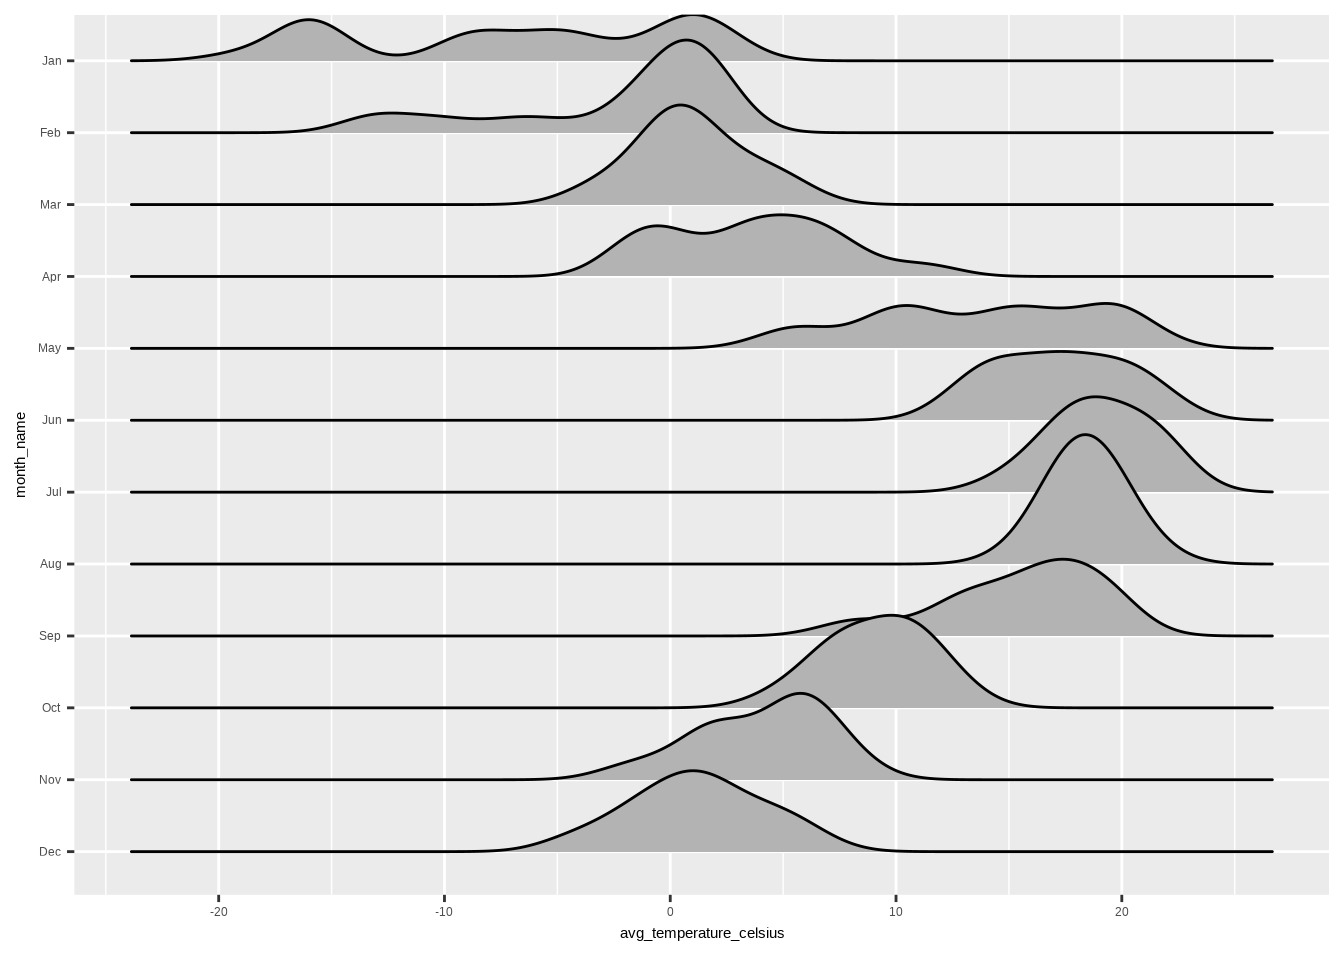 Jan
Feb
Mar
Apr
May
Jun
Jul
Aug
Sep
Oct
Nov
Dec
month_name
-20 -10 0 10 20
avg_temperature_celsius